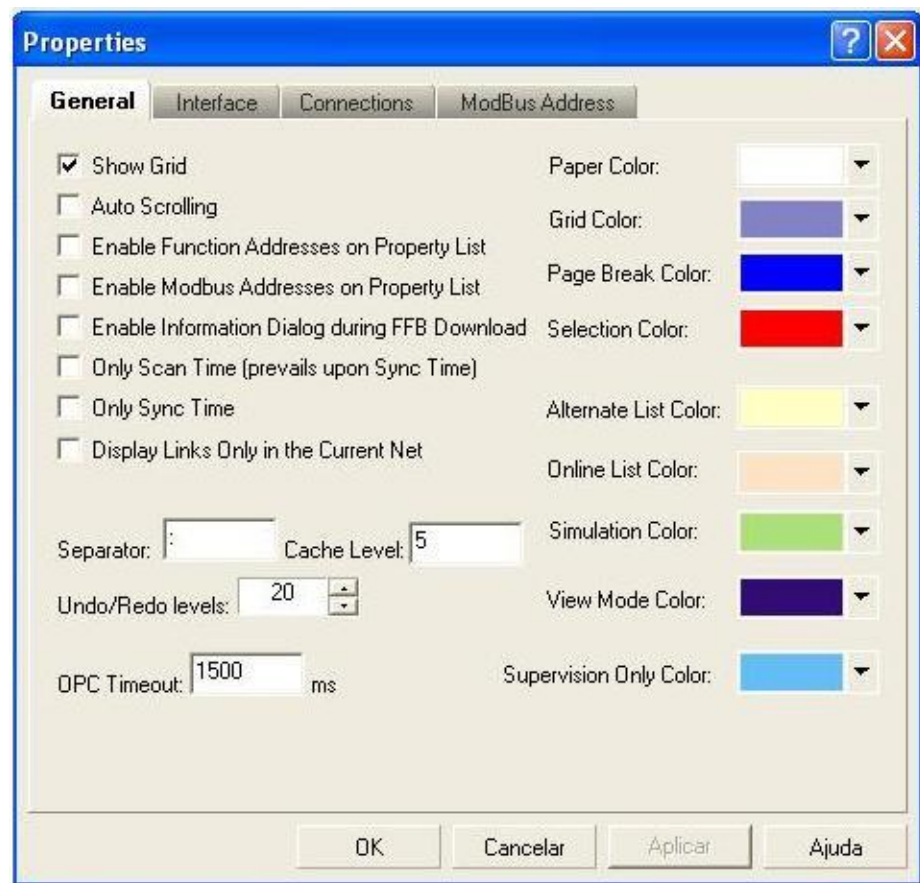 Properties
General Interface Connections ModBus Address
Show Grid
Auto Scrolling
Enable Function Addresses on Property List
Enable Modbus Addresses on Property List
Enable Information Dialog during FFB Download
Only Scan Time (prevails upon Sync Time)
Only Sync Time
Display Links Only in the Current Net
Separator: : Cache Level: 5
Undo/Redo levels: 20
OPC Timeout: 1500 ms
Paper Color:
Grid Color:
Page Break Color:
Selection Color:
Alternate List Color:
Online List Color:
Simulation Color:
View Mode Color:
Supervision Only Color:
OK Cancelar Aplicar Ajuda